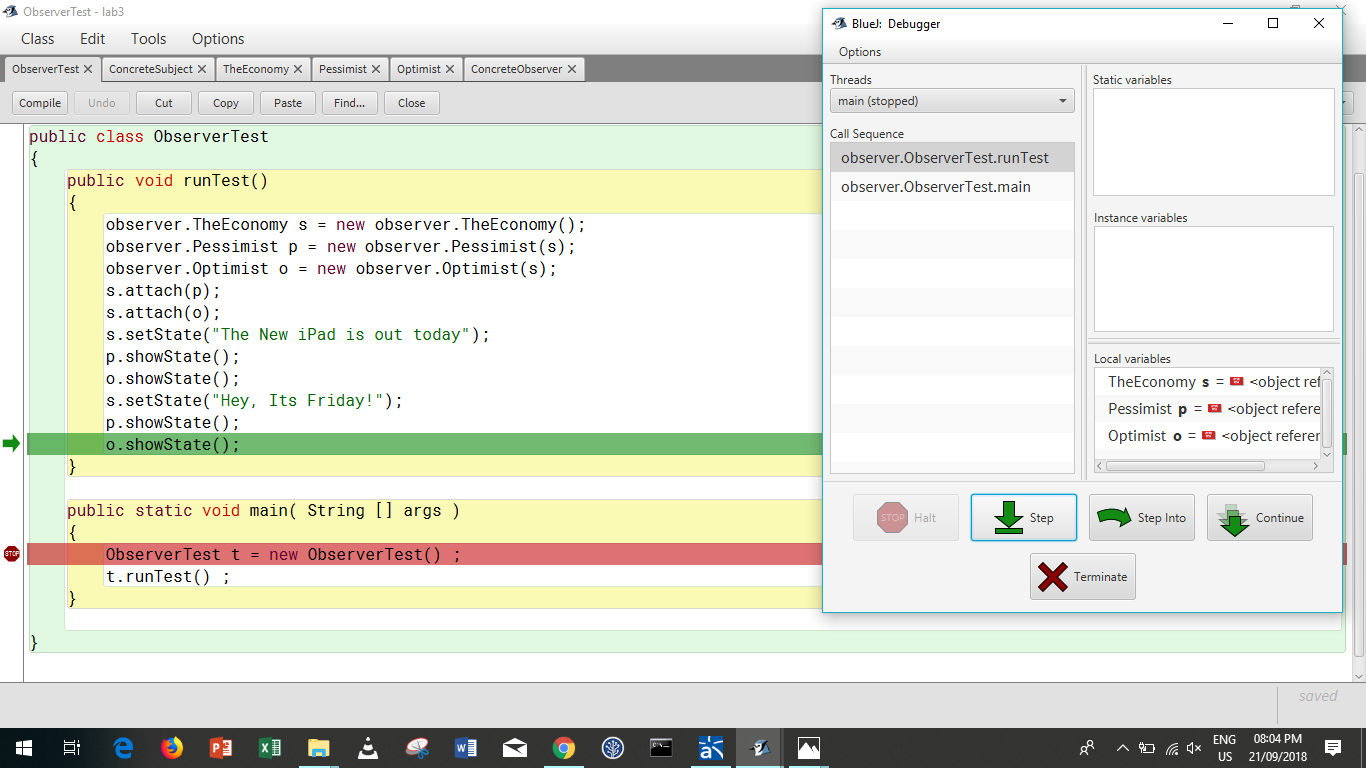 ObserverTest - lab3
Class Edit Tools Options
ObserverTest ConcreteSubject TheEconomy Pessimist Optimist ConcreteObserver
Compile Undo Cut Copy Paste Find... Close
public class ObserverTest
{
public void runTest()
{
observer.TheEconomy s = new observer.TheEconomy();
observer.Pessimist p = new observer.Pessimist(s);
observer.Optimist o = new observer.Optimist(s);
s.attach(p);
s.attach(o);
s.setState("The New iPad is out today");
p.showState();
o.showState();
s.setState("Hey, Its Friday!");
p.showState();
o.showState();
}
public static void main( String [] args )
{
STOP ObserverTest t = new ObserverTest() ;
t.runTest() ;
}
}
saved
BlueJ: Debugger
Options
Threads
main (stopped)
Call Sequence
observer.ObserverTest.runTest
observer.ObserverTest.main
Static variables
Instance variables
Local variables
TheEconomy s = <object ref
Pessimist p = <object refere
Optimist o = <object referer
STOP Halt Step Step Into Continue
Terminate
ENG
US
08:04 PM
21/09/2018